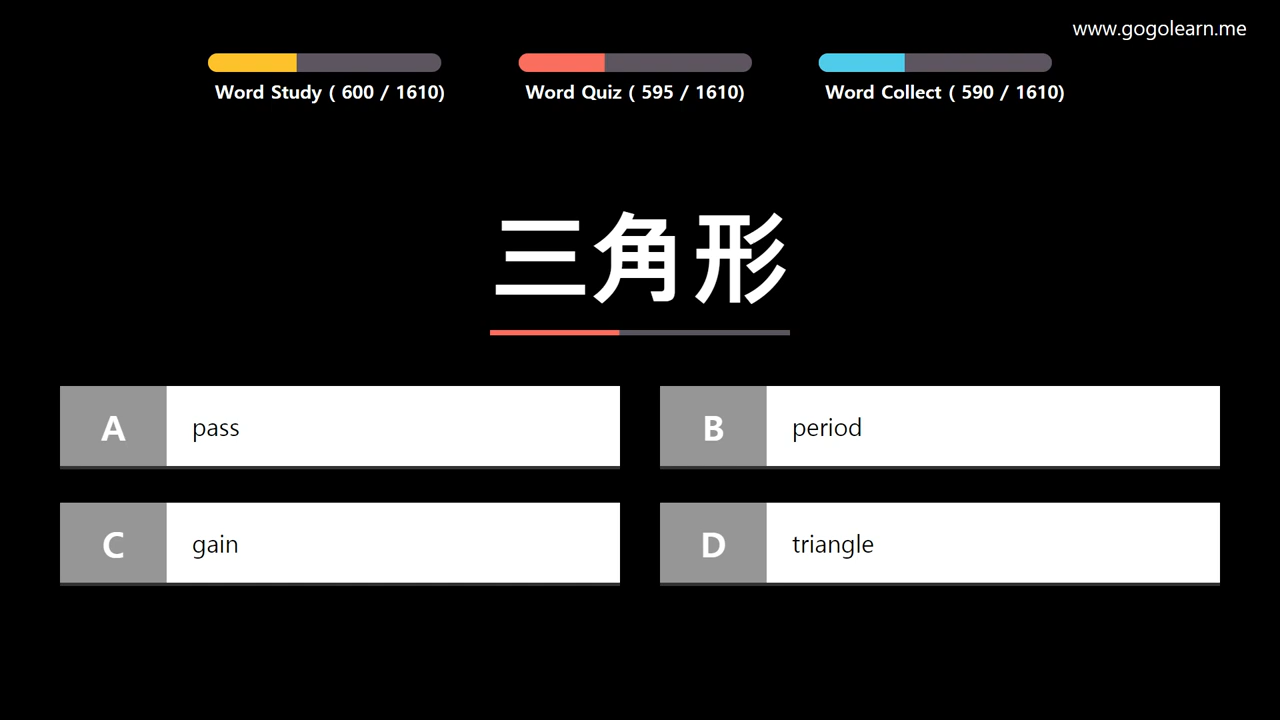 www.gogolearn.me
Word Study ( 600 / 1610)
Word Quiz ( 595 / 1610)
Word Collect ( 590 / 1610)
三角形
A pass
B period
C gain
D triangle